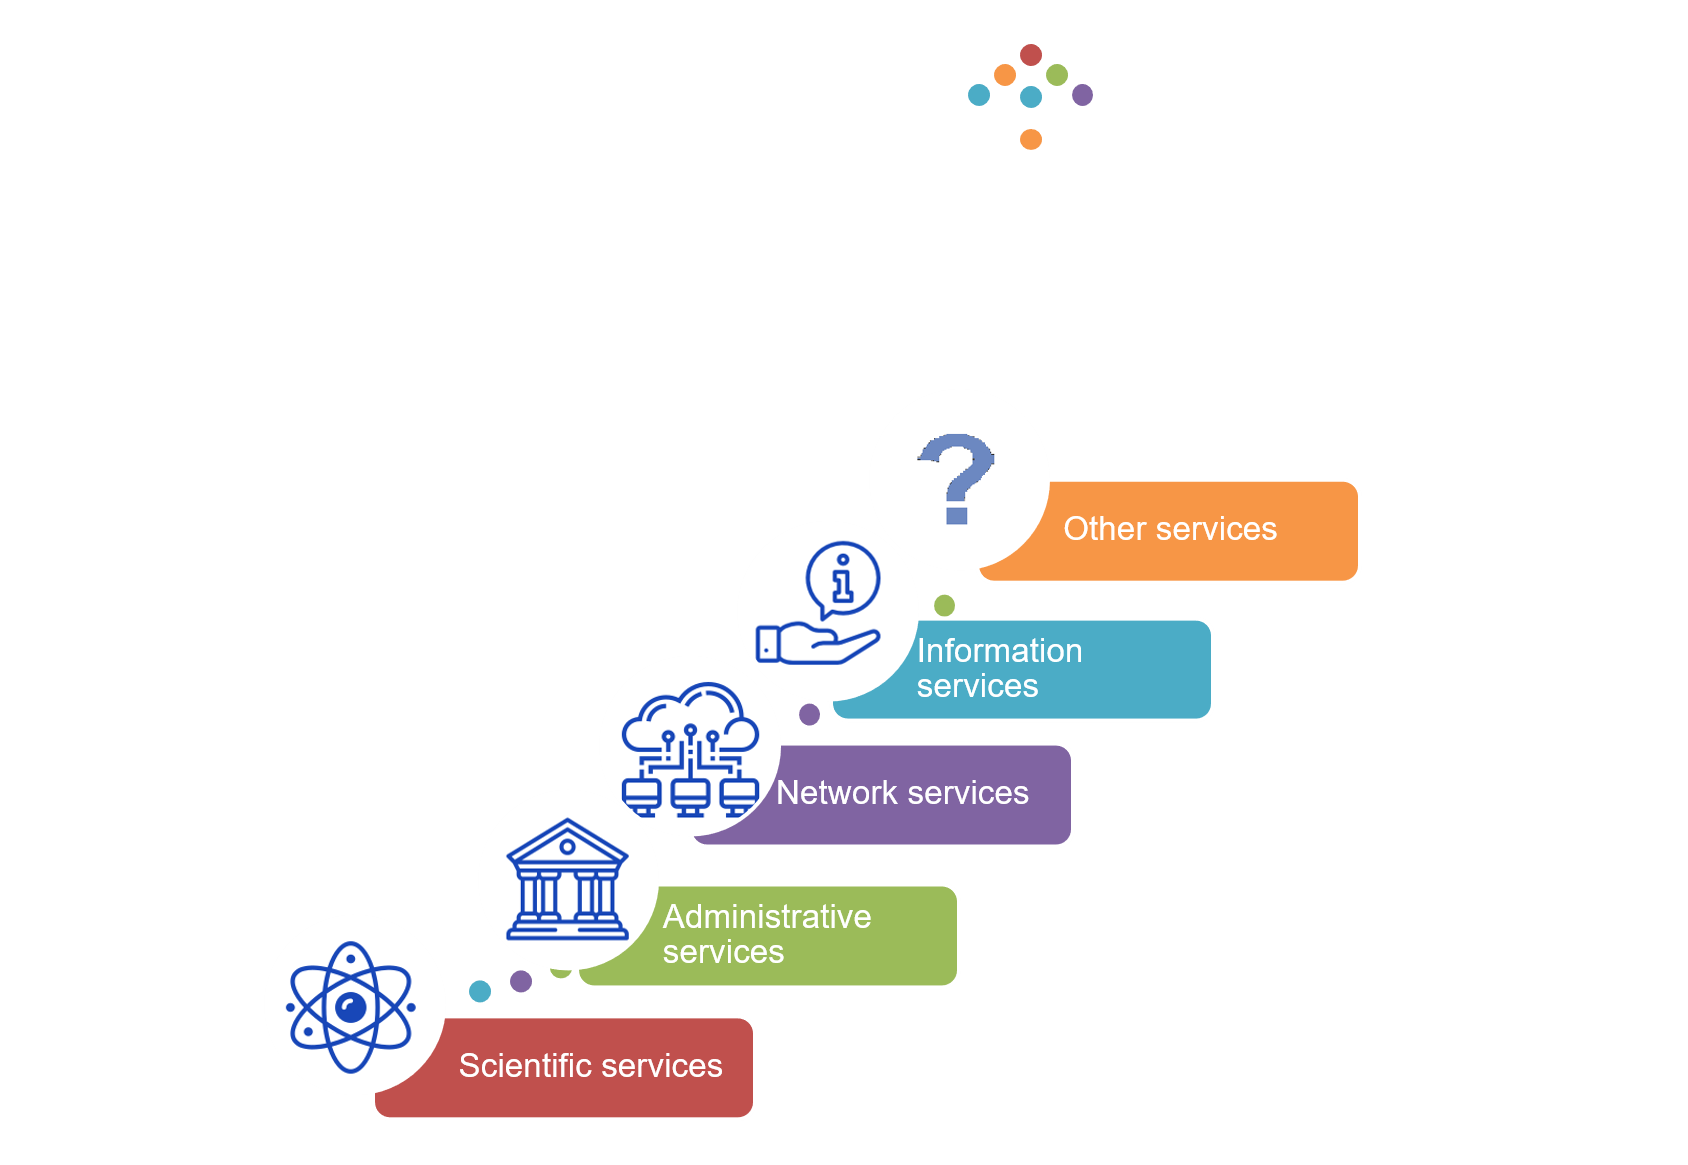 ?
Other services
Information
services
Network services
Administrative
services
Scientific services